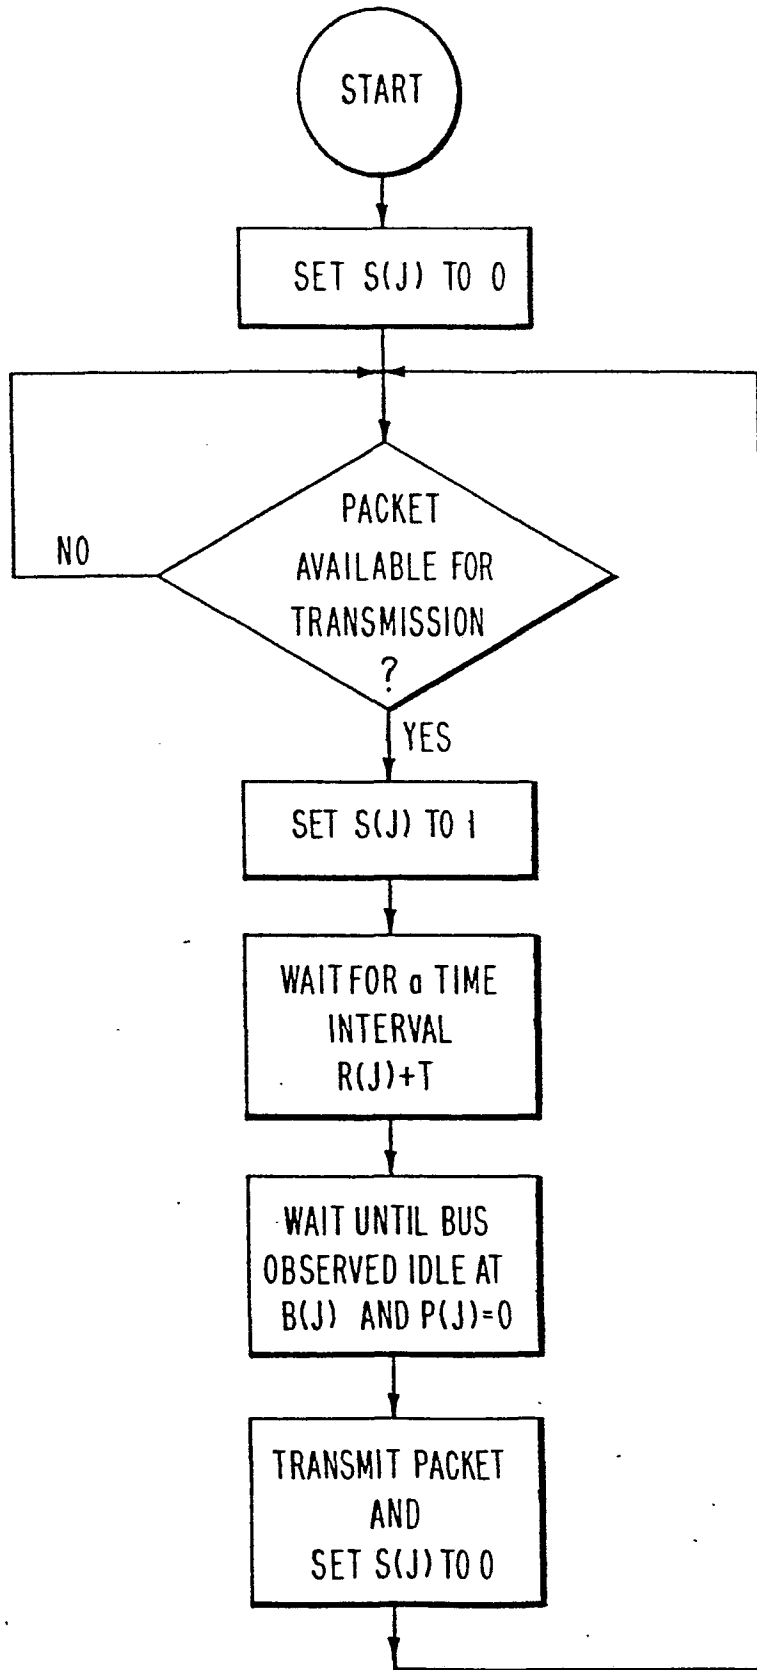 START
SET S(J) TO 0
PACKET
AVAILABLE FOR
TRANSMISSION
?
NO
YES
SET S(J) TO 1
WAIT FOR a TIME
INTERVAL
R(J)+T
WAIT UNTIL BUS
OBSERVED IDLE AT
B(J) AND P(J)=0
TRANSMIT PACKET
AND
SET S(J) TO 0